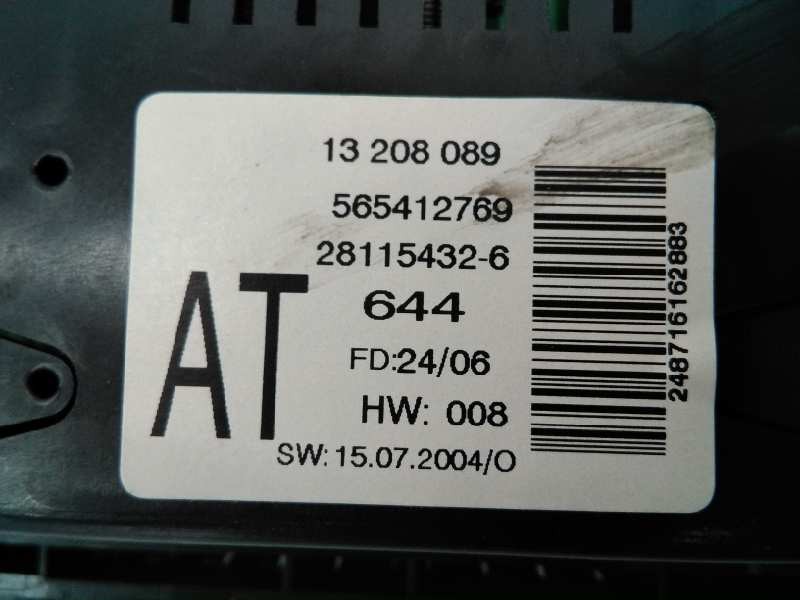 13 208 089
565412769
28115432-6
AT
644
FD:24/06
HW: 008
SW: 15.07.2004/O
248716162883